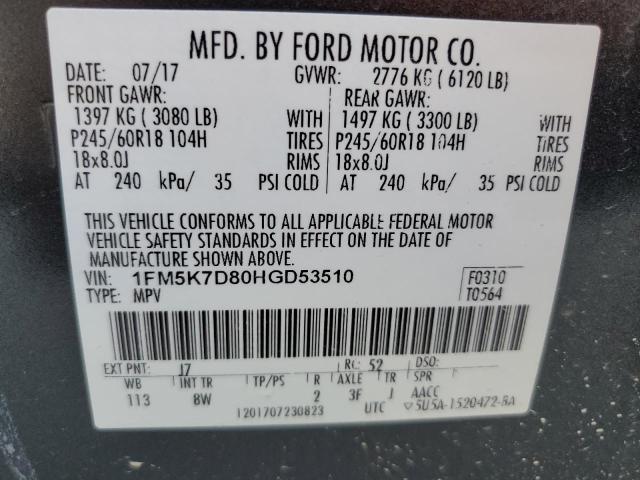 MFD. BY FORD MOTOR CO.
DATE: 07/17 GVWR: 2776 KG ( 6120 LB)
FRONT GAWR: REAR GAWR:
1397 KG ( 3080 LB) WITH 1497 KG ( 3300 LB) WITH
P245/60R18 104H TIRES P245/60R18 104H TIRES
18x8.0J RIMS 18x8.0J RIMS
AT 240 kPa/ 35 PSI COLD AT 240 kPa/ 35 PSI COLD
THIS VEHICLE CONFORMS TO ALL APPLICABLE FEDERAL MOTOR
VEHICLE SAFETY STANDARDS IN EFFECT ON THE DATE OF
MANUFACTURE SHOWN ABOVE.
VIN: 1FM5K7D80HGD53510 F0310
TYPE: MPV T0564
EXT PNT: J7 RC: 52 DSO:
WB INT TR TP/PS R AXLE TR SPR
113 8W 2 3F J AACC
1201707230823 UTC ▽5U5A-1520472-BA